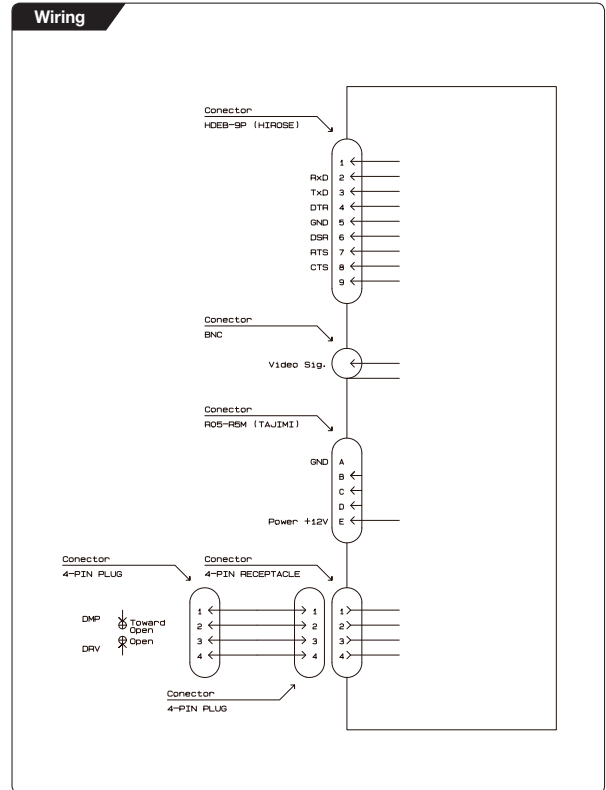 Wiring
Conector
HDEB-9P (HIROSE)
1
RxD 2
TxD 3
DTR 4
GND 5
DSR 6
RTS 7
CTS 8
9
Conector
BNC
Video Sig.
Conector
R05-R5M (TAJIMI)
GND A
B
C
D
Power +12V E
Conector
4-PIN PLUG
Conector
4-PIN RECEPTACLE
1 1 1
2 2 2
3 3 3
4 4 4
DMP
Toward
Open
Open
DRV
Conector
4-PIN PLUG